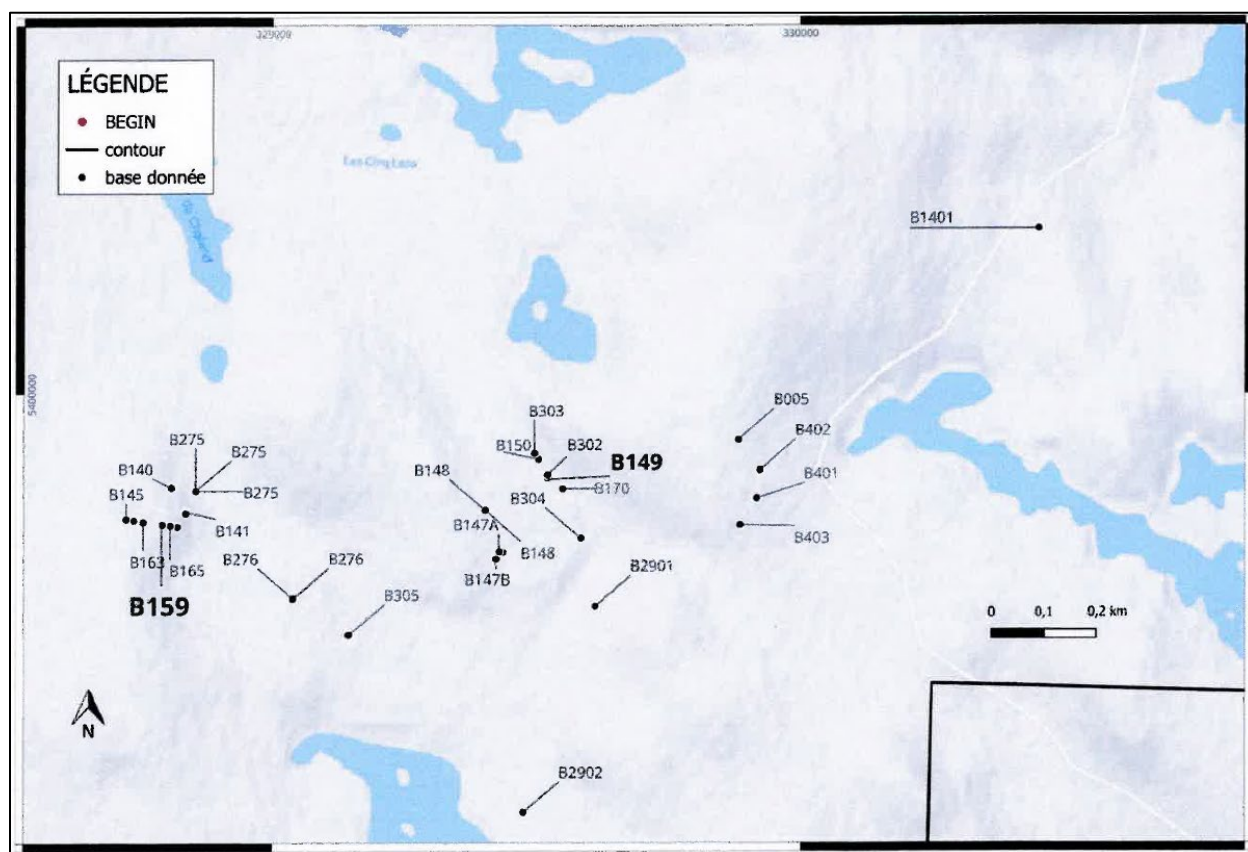 329000
330000
LÉGENDE
BEGIN
contour
base donnée
Les Cinq Lacs
B1401
5400000
B303
B005
B275
B150
B302
B402
B275
B149
B140
B148
B401
B275
B170
B145
B304
B147A
B141
B148
B403
B163
B165
B276
B276
B147B
B2901
B159
B305
0
0,1
0,2 km
N
B2902